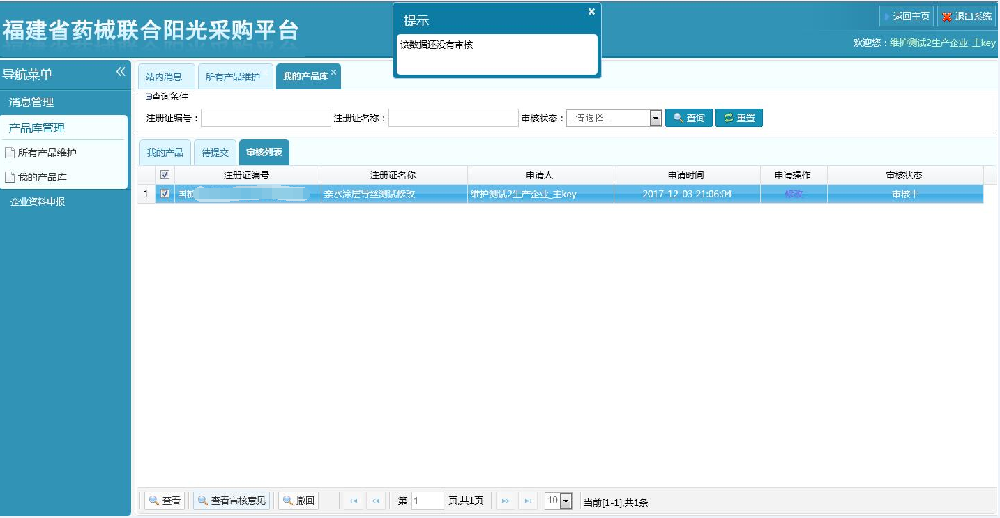 福建省药械联合阳光采购平台
提示
该数据还没有审核
返回主页 退出系统
欢迎您：维护测试2生产企业_主key
导航菜单
消息管理
产品库管理
所有产品维护
我的产品库
企业资料申报
站内消息 所有产品维护 我的产品库
查询条件
注册证编号： 注册证名称： 审核状态： --请选择-- 查询 重置
我的产品 待提交 审核列表
注册证编号 注册证名称 申请人 申请时间 申请操作 审核状态
1 国械 亲水涂层导丝测试修改 维护测试2生产企业_主key 2017-12-03 21:06:04 修改 审核中
查看 查看审核意见 撤回 第 1 页,共1页 10 当前[1-1],共1条